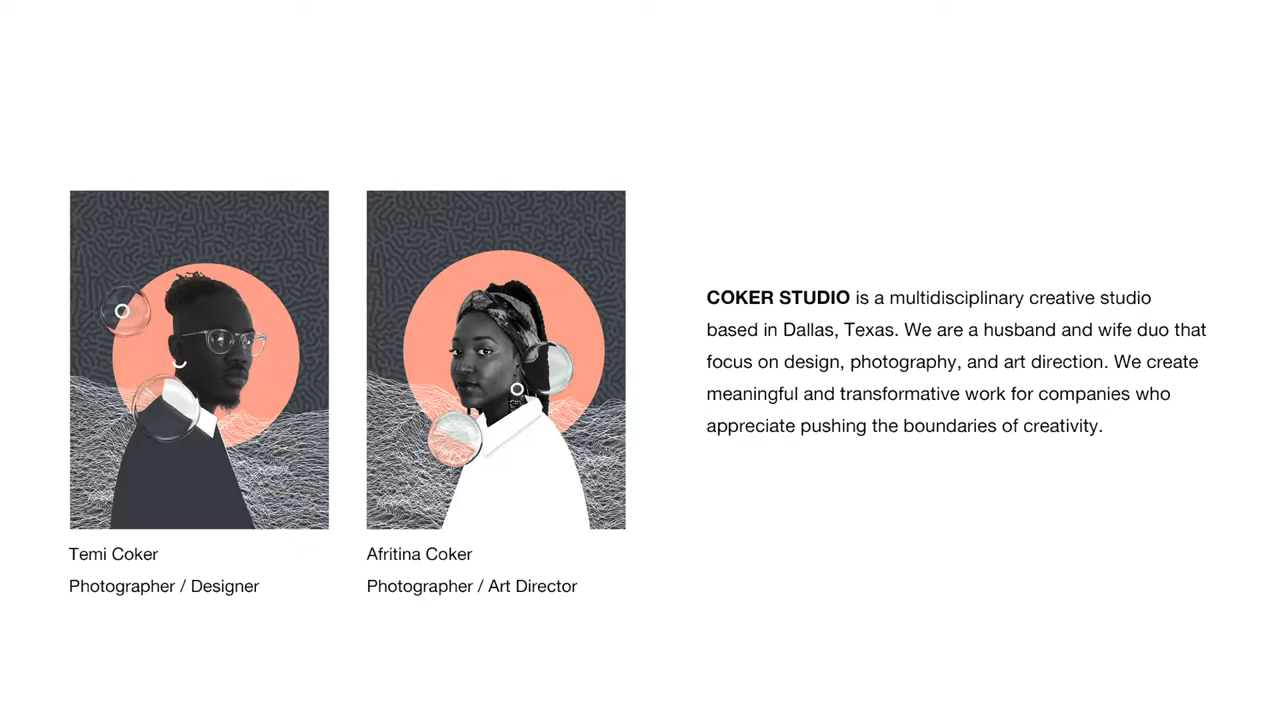 Temi Coker
Photographer / Designer
Afritina Coker
Photographer / Art Director
COKER STUDIO is a multidisciplinary creative studio
based in Dallas, Texas. We are a husband and wife duo that
focus on design, photography, and art direction. We create
meaningful and transformative work for companies who
appreciate pushing the boundaries of creativity.